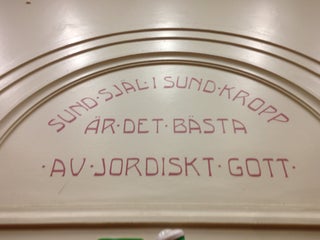 SUND·SJÄL·I SUND·KROPP
ÄR·DET·BÄSTA
·AV·JORDISKT·GOTT·